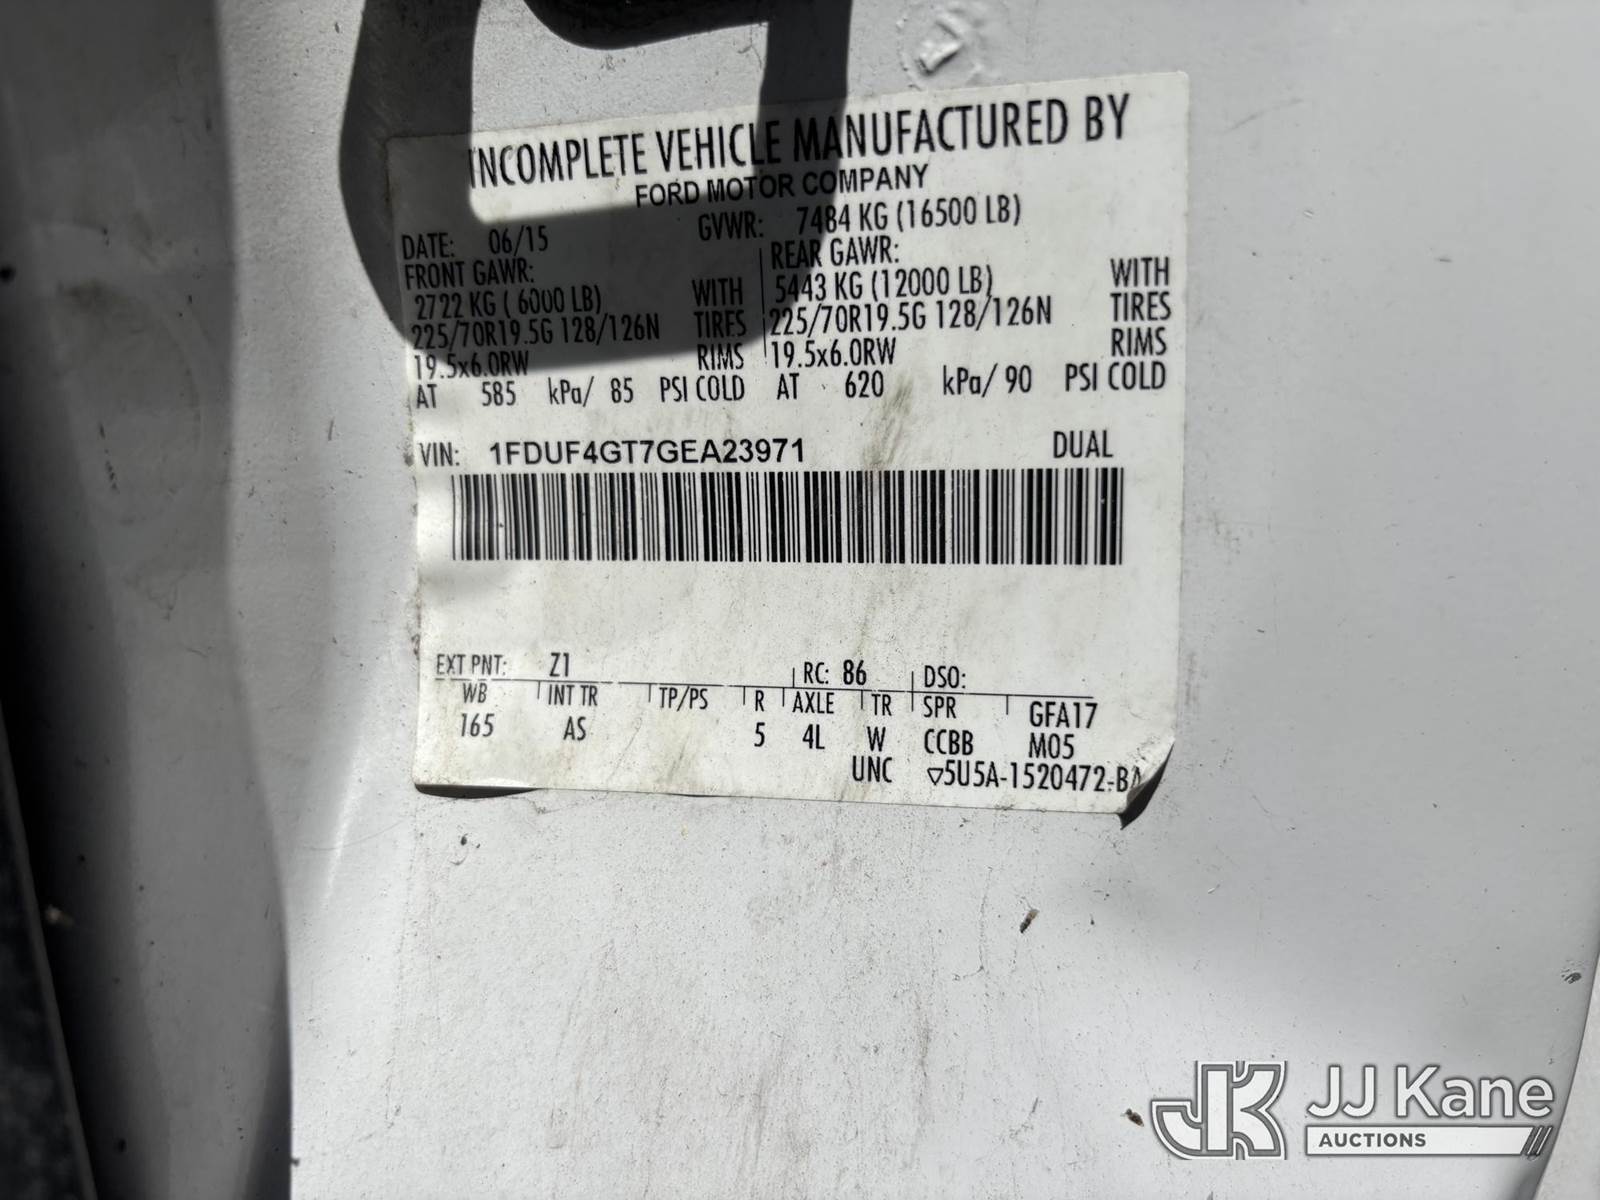 INCOMPLETE VEHICLE MANUFACTURED BY
FORD MOTOR COMPANY
DATE: 06/15 GVWR: 7484 KG (16500 LB)
FRONT GAWR: REAR GAWR:
2722 KG ( 6000 LB) WITH 5443 KG (12000 LB) WITH
225/70R19.5G 128/126N TIRES 225/70R19.5G 128/126N TIRES
19.5x6.0RW RIMS 19.5x6.0RW RIMS
AT 585 kPa/ 85 PSI COLD AT 620 kPa/ 90 PSI COLD
VIN: 1FDUF4GT7GEA23971 DUAL
EXT PNT: Z1 RC: 86 DSO:
WB INT TR TP/PS R AXLE TR SPR GFA17
165 AS 5 4L W CCBB M05
UNC ▽5U5A-1520472-BA
JK JJ Kane
AUCTIONS